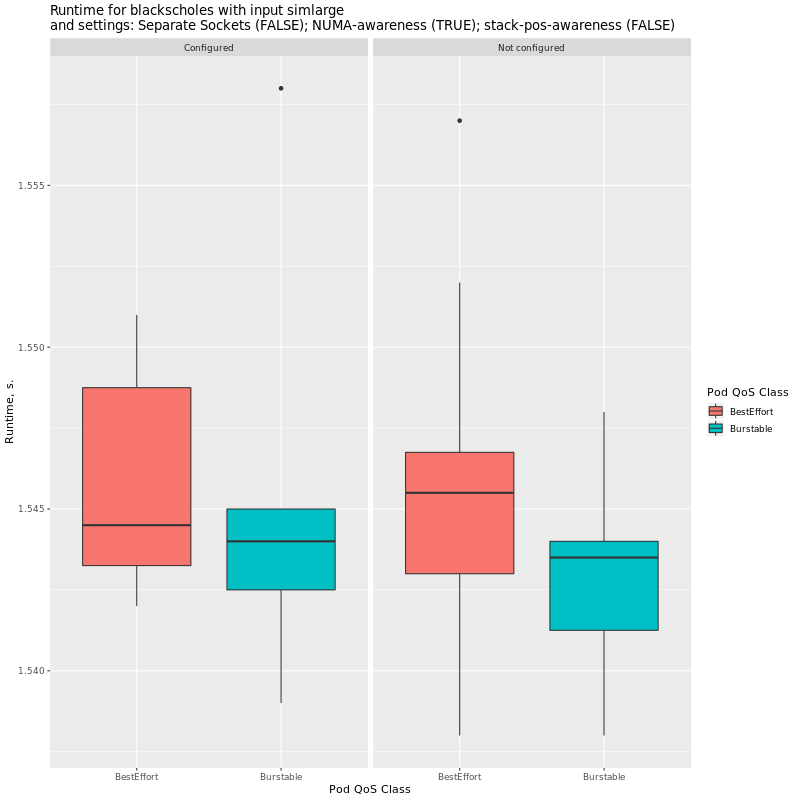 Runtime for blackscholes with input simlarge
and settings: Separate Sockets (FALSE); NUMA-awareness (TRUE); stack-pos-awareness (FALSE)
Configured
Not configured
1.555
1.550
1.545
1.540
Runtime, s.
BestEffort
Burstable
BestEffort
Burstable
Pod QoS Class
Pod QoS Class
BestEffort
Burstable